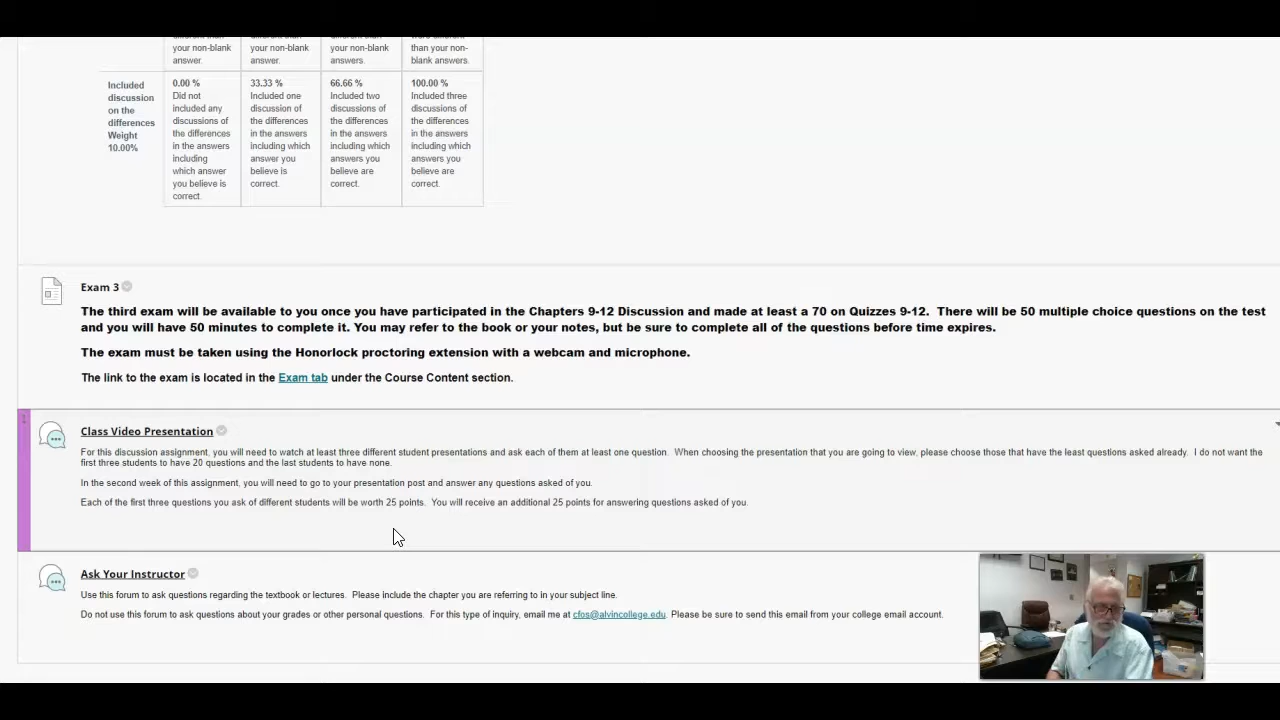 your non-blank your non-blank your non-blank than your non-
answer. answer. answers. blank answers.
Included
discussion
on the
differences
Weight
10.00%
0.00 %
Did not
included any
discussions of
the differences
in the answers
including
which answer
you believe is
correct.
33.33 %
Included one
discussion of
the differences
in the answers
including which
answer you
believe is
correct.
66.66 %
Included two
discussions of
the differences
in the answers
including which
answers you
believe are
correct.
100.00 %
Included three
discussions of
the differences
in the answers
including which
answers you
believe are
correct.
Exam 3
The third exam will be available to you once you have participated in the Chapters 9-12 Discussion and made at least a 70 on Quizzes 9-12. There will be 50 multiple choice questions on the test
and you will have 50 minutes to complete it. You may refer to the book or your notes, but be sure to complete all of the questions before time expires.
The exam must be taken using the Honorlock proctoring extension with a webcam and microphone.
The link to the exam is located in the Exam tab under the Course Content section.
Class Video Presentation
For this discussion assignment, you will need to watch at least three different student presentations and ask each of them at least one question. When choosing the presentation that you are going to view, please choose those that have the least questions asked already. I do not want the
first three students to have 20 questions and the last students to have none.
In the second week of this assignment, you will need to go to your presentation post and answer any questions asked of you.
Each of the first three questions you ask of different students will be worth 25 points. You will receive an additional 25 points for answering questions asked of you.
Ask Your Instructor
Use this forum to ask questions regarding the textbook or lectures. Please include the chapter you are referring to in your subject line.
Do not use this forum to ask questions about your grades or other personal questions. For this type of inquiry, email me at cfos@alvincollege.edu. Please be sure to send this email from your college email account.